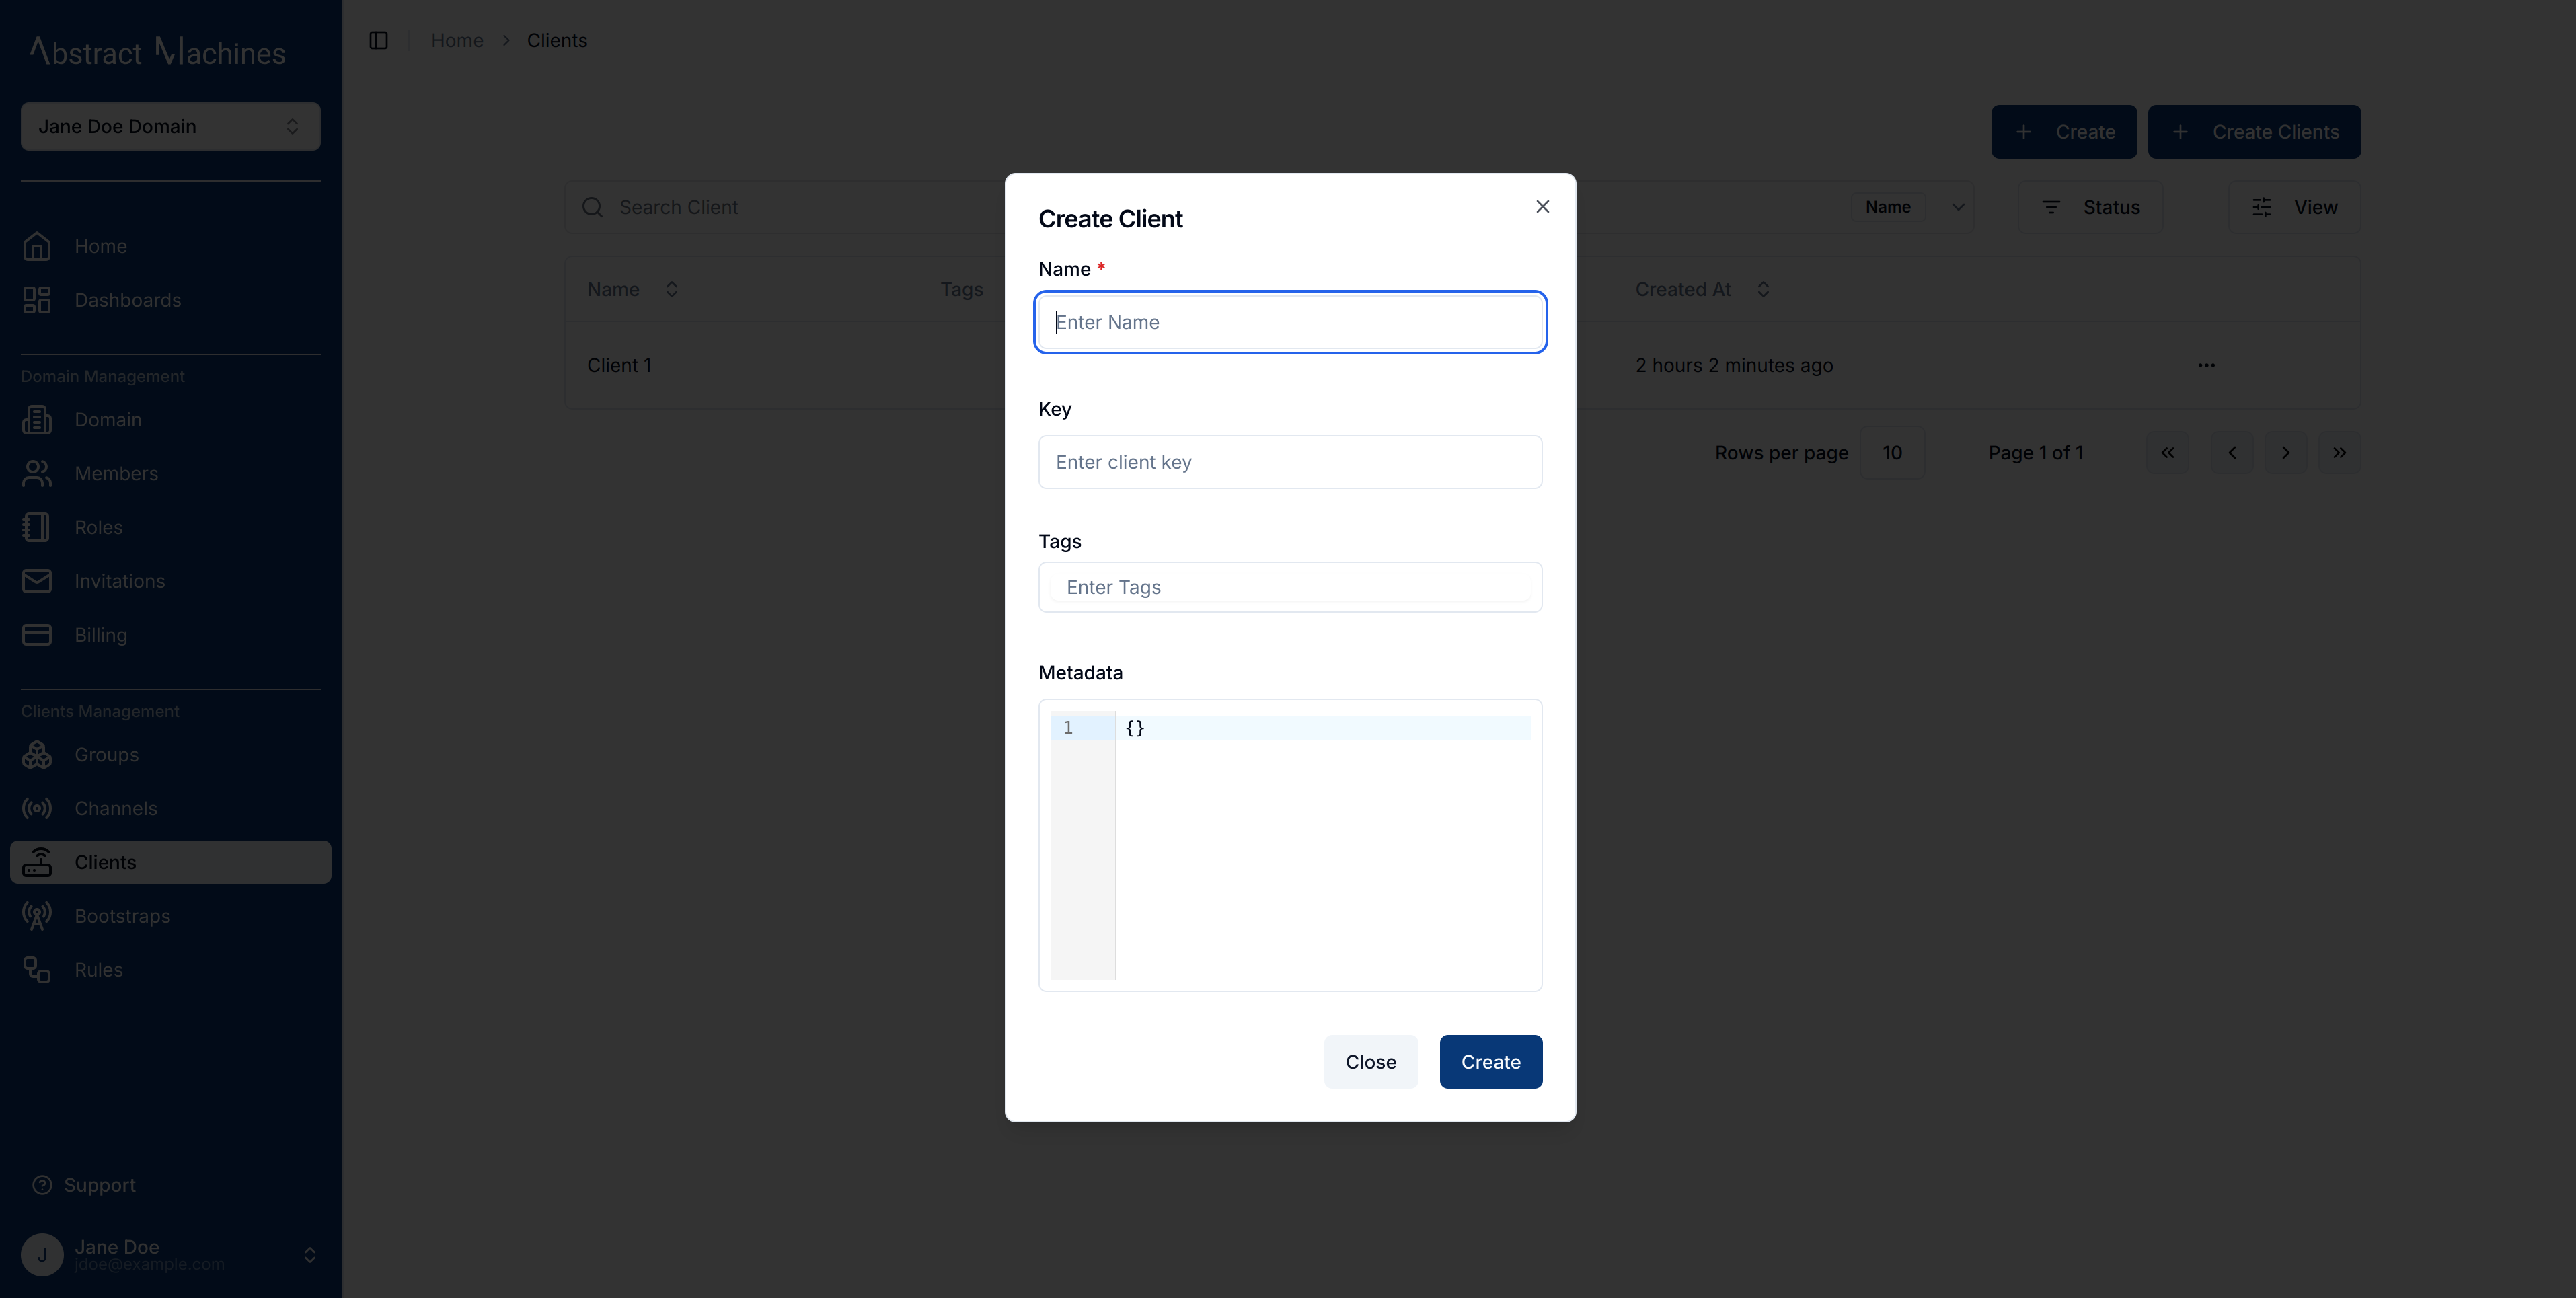 Abstract Machines
Jane Doe Domain
Home
Dashboards
Domain Management
Domain
Members
Roles
Invitations
Billing
Clients Management
Groups
Channels
Clients
Bootstraps
Rules
Support
J
Jane Doe
jdoe@example.com
Home > Clients
Create
Create Clients
Search Client
Name
Status
View
Name
Tags
Created At
Client 1
2 hours 2 minutes ago
Rows per page 10
Page 1 of 1
Create Client
Name *
Enter Name
Key
Enter client key
Tags
Enter Tags
Metadata
1 {}
Close
Create